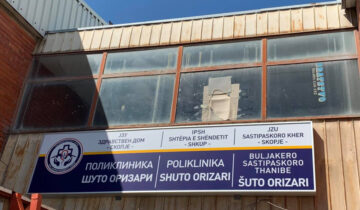 ЈЗУ
ЗДРАВСТВЕН ДОМ
- СКОПЈЕ -
ПОЛИКЛИНИКА
ШУТО ОРИЗАРИ
IPSH
SHTËPIA E SHËNDETIT
- SHKUP -
POLIKLINIKA
SHUTO ORIZARI
JZU
SASTIPASKORO KHER
- SKOPJE -
BULJAKERO
SASTIPASKORO
THANIBE
ŠUTO ORIZARI